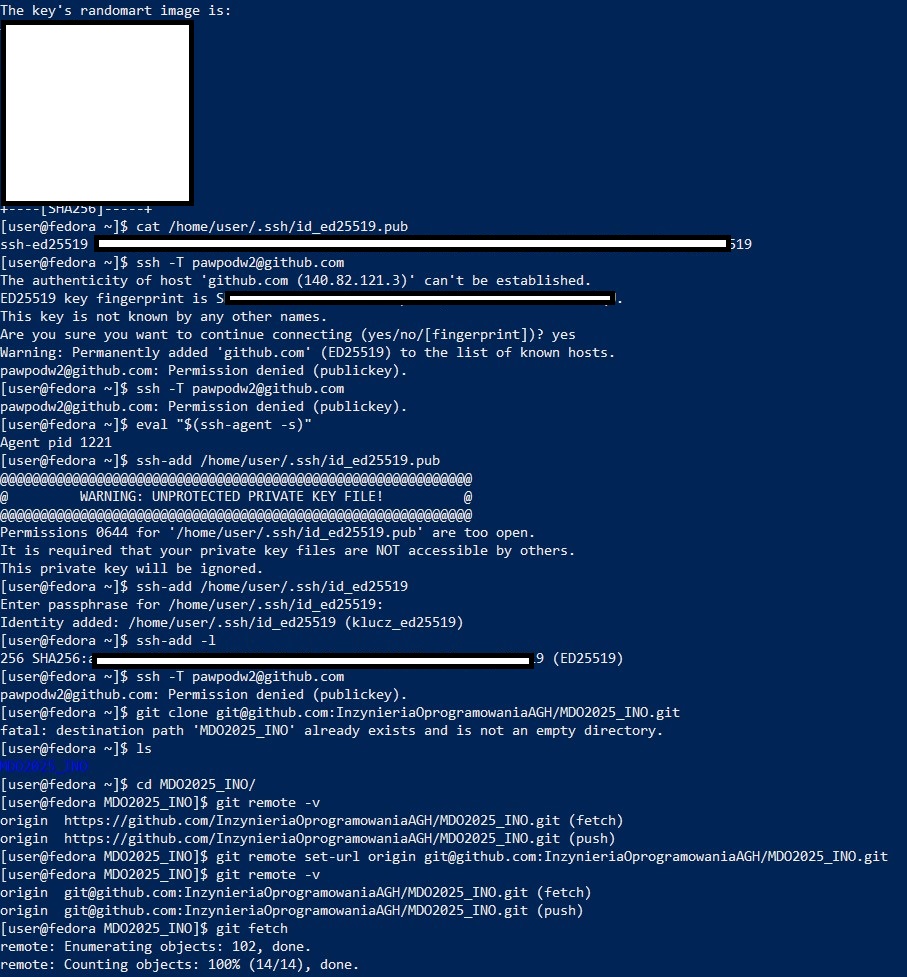 The key's randomart image is:
+----[SHA256]-----+
[user@fedora ~]$ cat /home/user/.ssh/id_ed25519.pub
ssh-ed25519 519
[user@fedora ~]$ ssh -T pawpodw2@github.com
The authenticity of host 'github.com (140.82.121.3)' can't be established.
ED25519 key fingerprint is S .
This key is not known by any other names.
Are you sure you want to continue connecting (yes/no/[fingerprint])? yes
Warning: Permanently added 'github.com' (ED25519) to the list of known hosts.
pawpodw2@github.com: Permission denied (publickey).
[user@fedora ~]$ ssh -T pawpodw2@github.com
pawpodw2@github.com: Permission denied (publickey).
[user@fedora ~]$ eval "$(ssh-agent -s)"
Agent pid 1221
[user@fedora ~]$ ssh-add /home/user/.ssh/id_ed25519.pub
@@@@@@@@@@@@@@@@@@@@@@@@@@@@@@@@@@@@@@@@@@@@@@@@@@@@@@@@@@@
@         WARNING: UNPROTECTED PRIVATE KEY FILE!          @
@@@@@@@@@@@@@@@@@@@@@@@@@@@@@@@@@@@@@@@@@@@@@@@@@@@@@@@@@@@
Permissions 0644 for '/home/user/.ssh/id_ed25519.pub' are too open.
It is required that your private key files are NOT accessible by others.
This private key will be ignored.
[user@fedora ~]$ ssh-add /home/user/.ssh/id_ed25519
Enter passphrase for /home/user/.ssh/id_ed25519:
Identity added: /home/user/.ssh/id_ed25519 (klucz_ed25519)
[user@fedora ~]$ ssh-add -l
256 SHA256: 9 (ED25519)
[user@fedora ~]$ ssh -T pawpodw2@github.com
pawpodw2@github.com: Permission denied (publickey).
[user@fedora ~]$ git clone git@github.com:InzynieriaOprogramowaniaAGH/MDO2025_INO.git
fatal: destination path 'MDO2025_INO' already exists and is not an empty directory.
[user@fedora ~]$ ls
MDO2025_INO
[user@fedora ~]$ cd MDO2025_INO/
[user@fedora MDO2025_INO]$ git remote -v
origin  https://github.com/InzynieriaOprogramowaniaAGH/MDO2025_INO.git (fetch)
origin  https://github.com/InzynieriaOprogramowaniaAGH/MDO2025_INO.git (push)
[user@fedora MDO2025_INO]$ git remote set-url origin git@github.com:InzynieriaOprogramowaniaAGH/MDO2025_INO.git
[user@fedora MDO2025_INO]$ git remote -v
origin  git@github.com:InzynieriaOprogramowaniaAGH/MDO2025_INO.git (fetch)
origin  git@github.com:InzynieriaOprogramowaniaAGH/MDO2025_INO.git (push)
[user@fedora MDO2025_INO]$ git fetch
remote: Enumerating objects: 102, done.
remote: Counting objects: 100% (14/14), done.